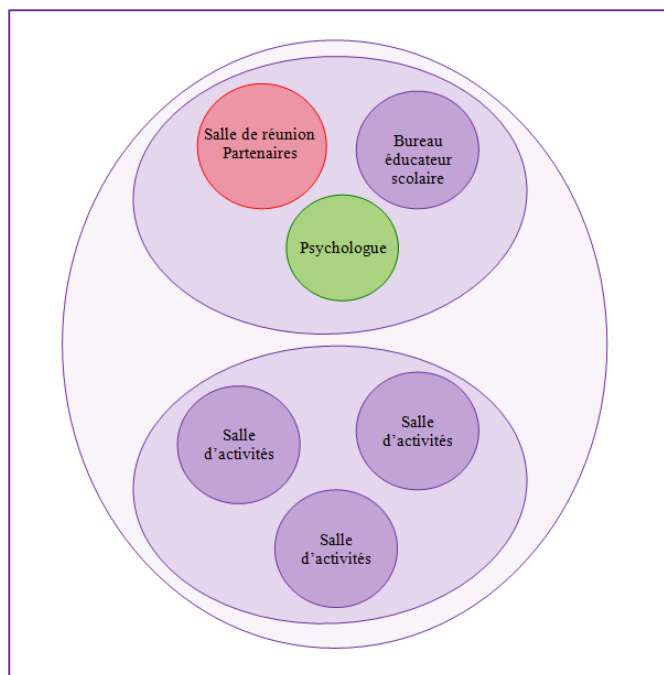 Salle de réunion
Partenaires
Bureau
éducateur
scolaire
Psychologue
Salle
d’activités
Salle
d’activités
Salle
d’activités